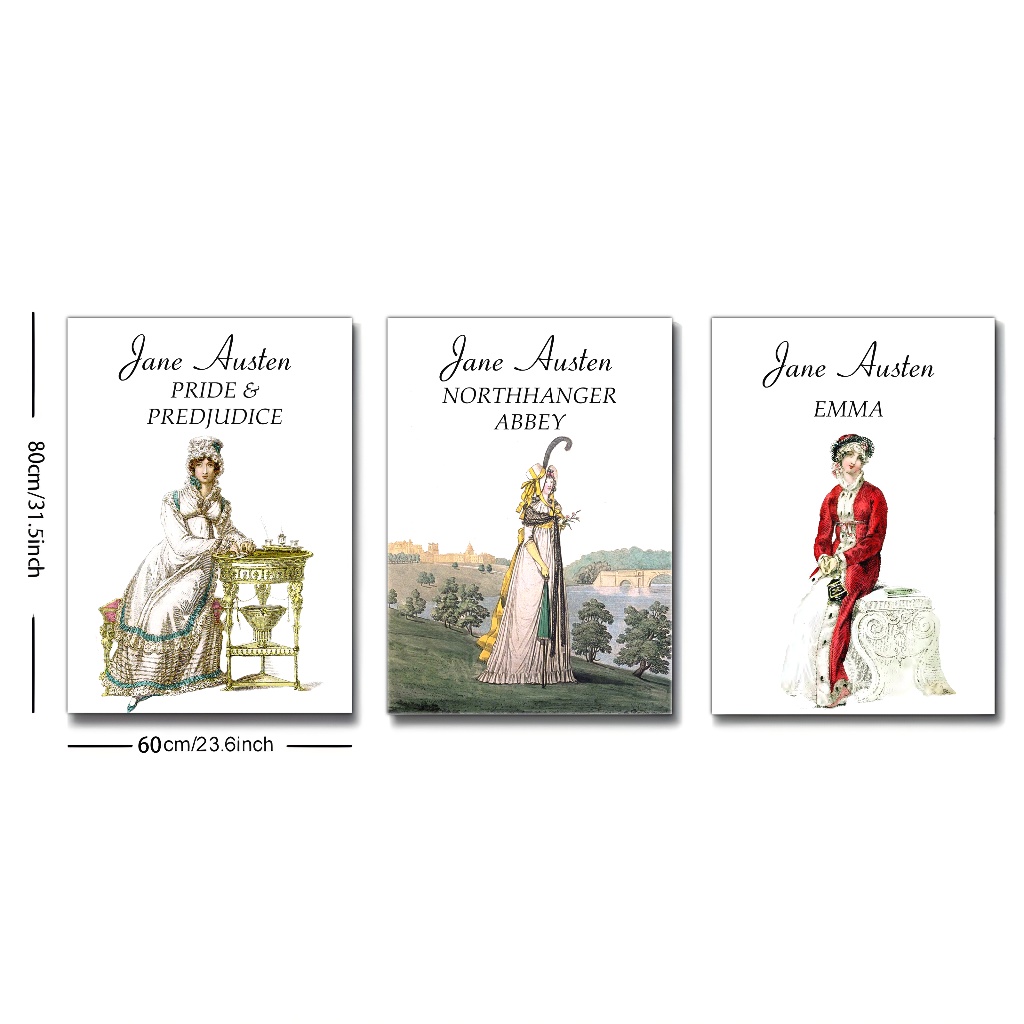 Jane Austen
PRIDE &
PREDJUDICE
Jane Austen
NORTHHANGER
ABBEY
Jane Austen
EMMA
80cm/31.5inch
60cm/23.6inch